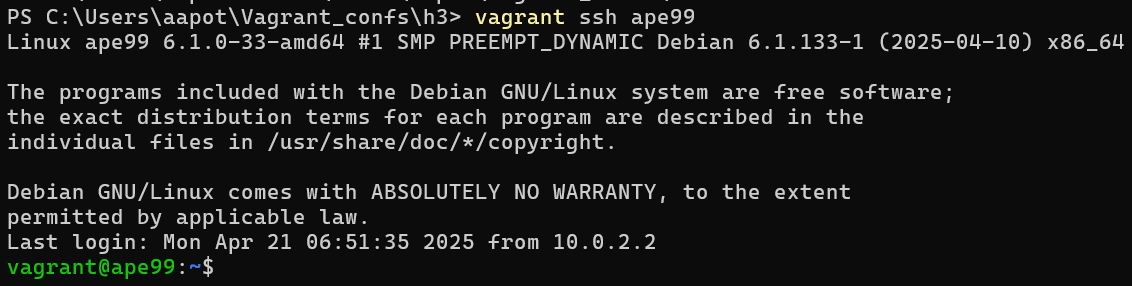 PS C:\Users\aapot\Vagrant_confs\h3> vagrant ssh ape99
Linux ape99 6.1.0-33-amd64 #1 SMP PREEMPT_DYNAMIC Debian 6.1.133-1 (2025-04-10) x86_64
The programs included with the Debian GNU/Linux system are free software;
the exact distribution terms for each program are described in the
individual files in /usr/share/doc/*/copyright.
Debian GNU/Linux comes with ABSOLUTELY NO WARRANTY, to the extent
permitted by applicable law.
Last login: Mon Apr 21 06:51:35 2025 from 10.0.2.2
vagrant@ape99:~$